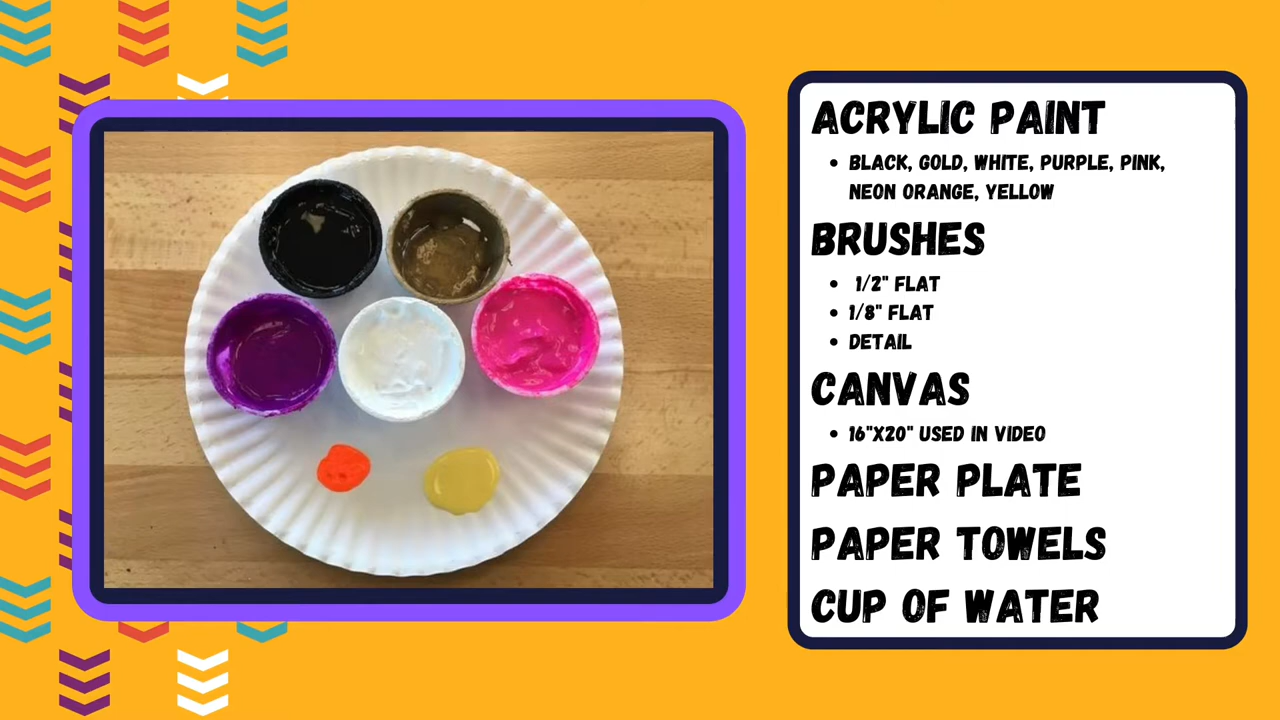 ACRYLIC PAINT
• BLACK, GOLD, WHITE, PURPLE, PINK,
NEON ORANGE, YELLOW
BRUSHES
• 1/2" FLAT
• 1/8" FLAT
• DETAIL
CANVAS
• 16"X20" USED IN VIDEO
PAPER PLATE
PAPER TOWELS
CUP OF WATER